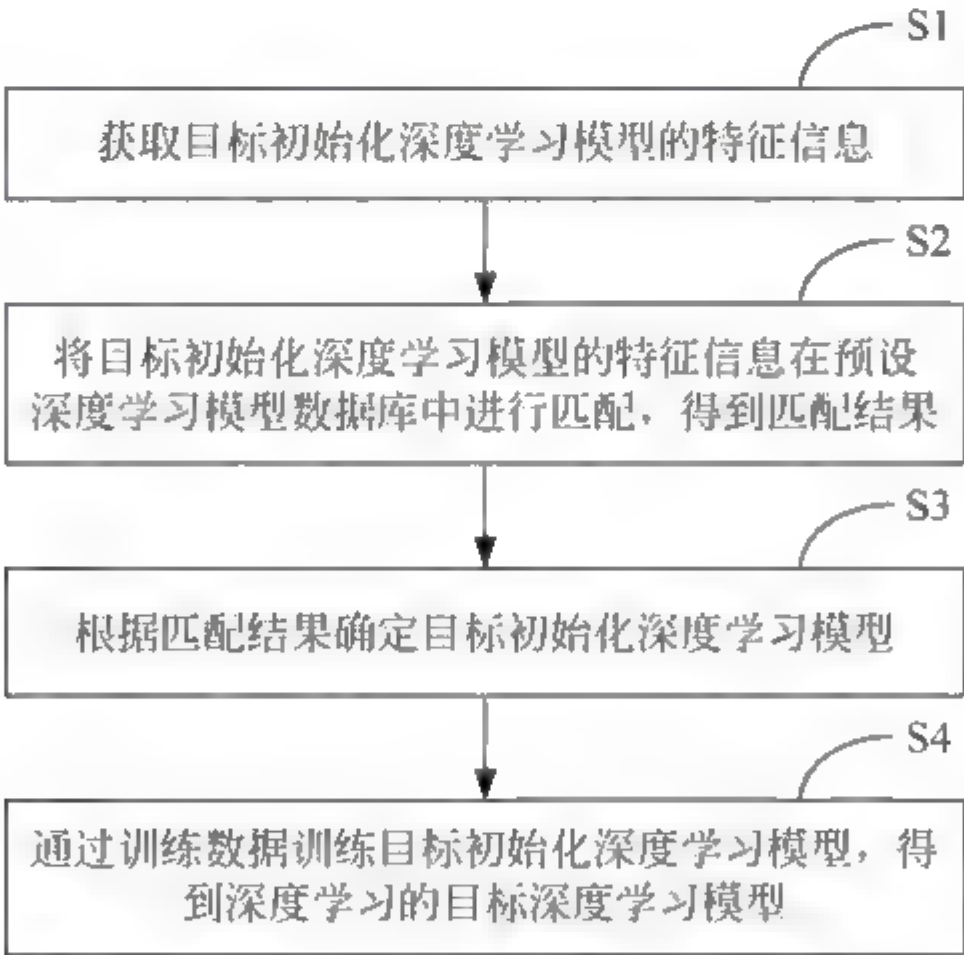 S1
获取目标初始化深度学习模型的特征信息
S2
将目标初始化深度学习模型的特征信息在预设
深度学习模型数据库中进行匹配，得到匹配结果
S3
根据匹配结果确定目标初始化深度学习模型
S4
通过训练数据训练目标初始化深度学习模型，得
到深度学习的目标深度学习模型